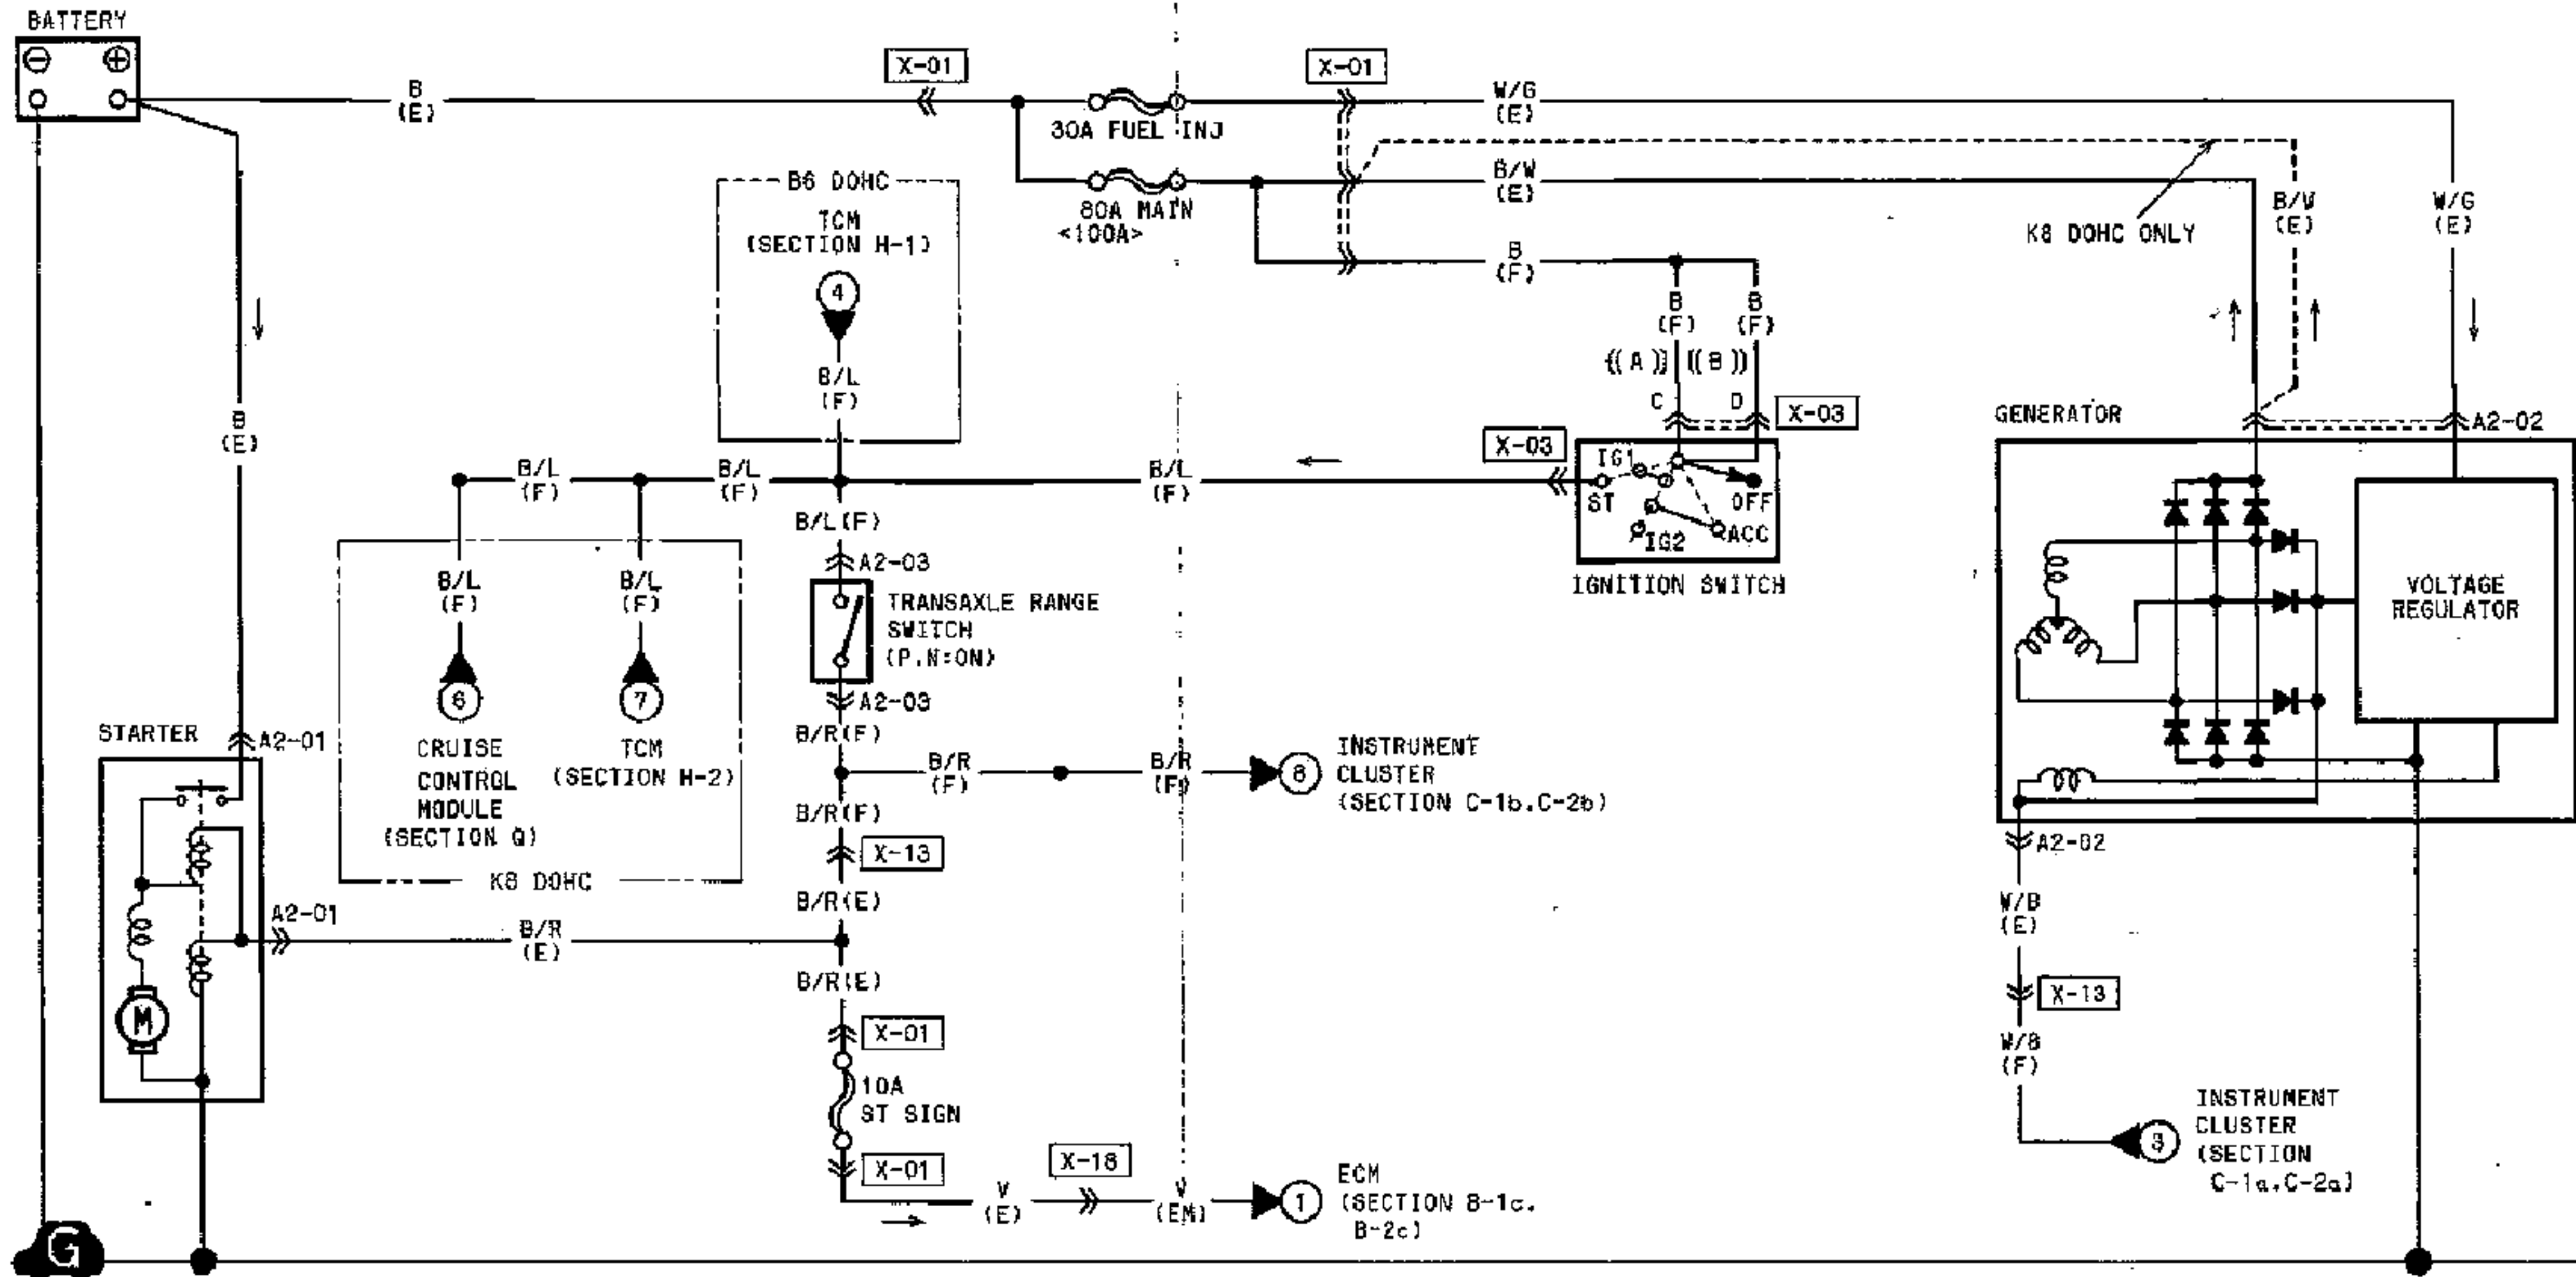 BATTERY
⊖ ⊕
B
(E)
X-01
30A FUEL INJ
80A MAIN
<100A>
X-01
W/G
(E)
B/W
(E)
B
(F)
K8 DOHC ONLY
B/W
(E)
W/G
(E)
B6 DOHC
TCM
(SECTION H-1)
4
B/L
(F)
B
(F)
B
(F)
((A)) ((B))
C D
X-03
X-03
IG1
ST
OFF
IG2
ACC
IGNITION SWITCH
GENERATOR
A2-02
VOLTAGE
REGULATOR
B
(E)
B/L
(F)
B/L
(F)
B/L
(F)
B/L(F)
A2-03
TRANSAXLE RANGE
SWITCH
(P.N:ON)
A2-03
B/R(F)
B/L
(F)
B/L
(F)
6
7
CRUISE
CONTROL
MODULE
(SECTION Q)
TCM
(SECTION H-2)
K8 DOHC
STARTER
A2-01
A2-01
M
B/R
(E)
B/R
(F)
B/R
(F)
8
INSTRUMENT
CLUSTER
(SECTION C-1b.C-2b)
B/R(F)
X-13
B/R(E)
B/R(E)
X-01
10A
ST SIGN
X-01
V
(E)
X-18
V
(EM)
1
ECM
(SECTION B-1c.
B-2c)
A2-02
W/B
(E)
X-13
W/B
(F)
INSTRUMENT
CLUSTER
(SECTION
C-1a.C-2a)
G